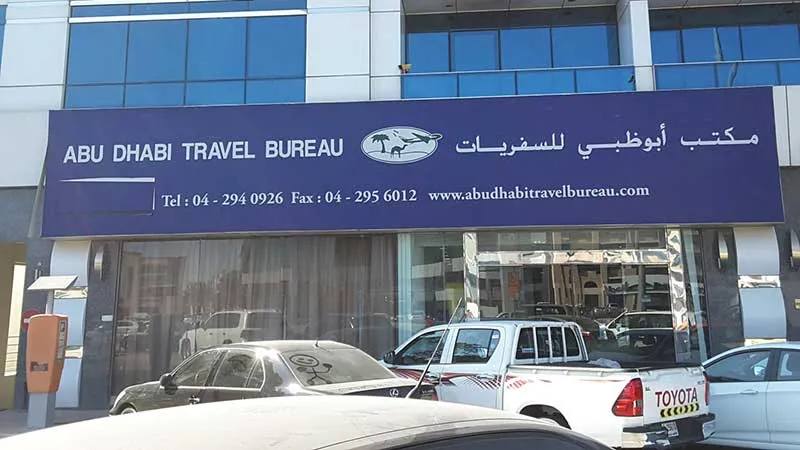 ABU DHABI TRAVEL BUREAU مكتب أبوظبي للسفريات
Tel : 04 - 294 0926 Fax : 04 - 295 6012 www.abudhabitravelbureau.com
TOYOTA